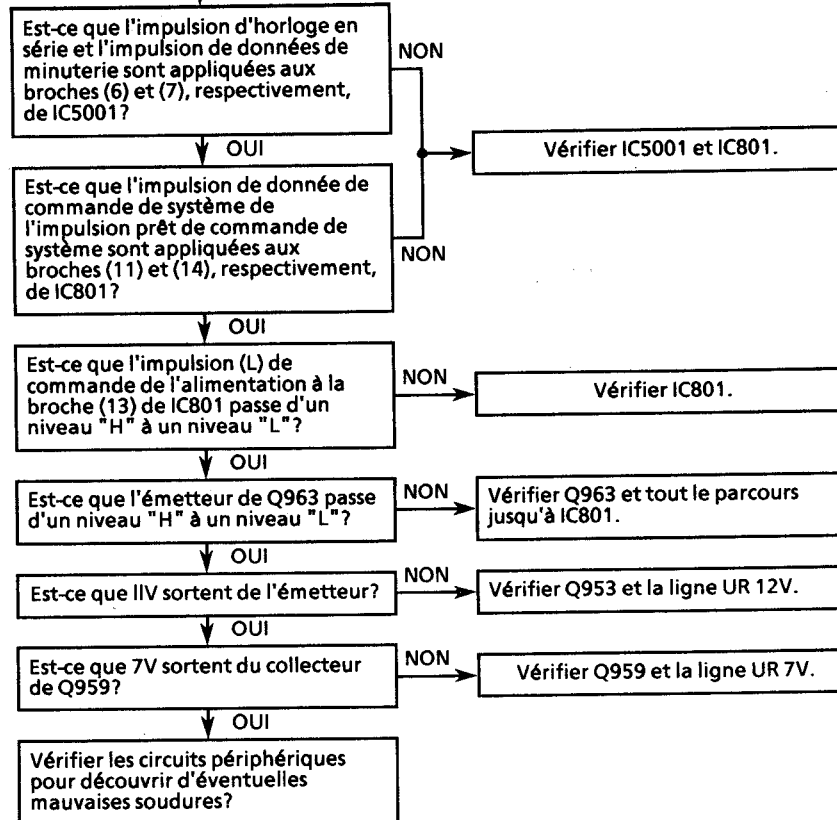 Est-ce que l'impulsion d'horloge en
série et l'impulsion de données de
minuterie sont appliquées aux
broches (6) et (7), respectivement,
de IC5001?
NON
OUI
Vérifier IC5001 et IC801.
Est-ce que l'impulsion de donnée de
commande de système de
l'impulsion prêt de commande de
système sont appliquées aux
broches (11) et (14), respectivement,
de IC801?
NON
OUI
Est-ce que l'impulsion (L) de
commande de l'alimentation à la
broche (13) de IC801 passe d'un
niveau "H" à un niveau "L"?
NON
Vérifier IC801.
OUI
Est-ce que l'émetteur de Q963 passe
d'un niveau "H" à un niveau "L"?
NON
Vérifier Q963 et tout le parcours
jusqu'à IC801.
OUI
Est-ce que IIV sortent de l'émetteur?
NON
Vérifier Q953 et la ligne UR 12V.
OUI
Est-ce que 7V sortent du collecteur
de Q959?
NON
Vérifier Q959 et la ligne UR 7V.
OUI
Vérifier les circuits périphériques
pour découvrir d'éventuelles
mauvaises soudures?